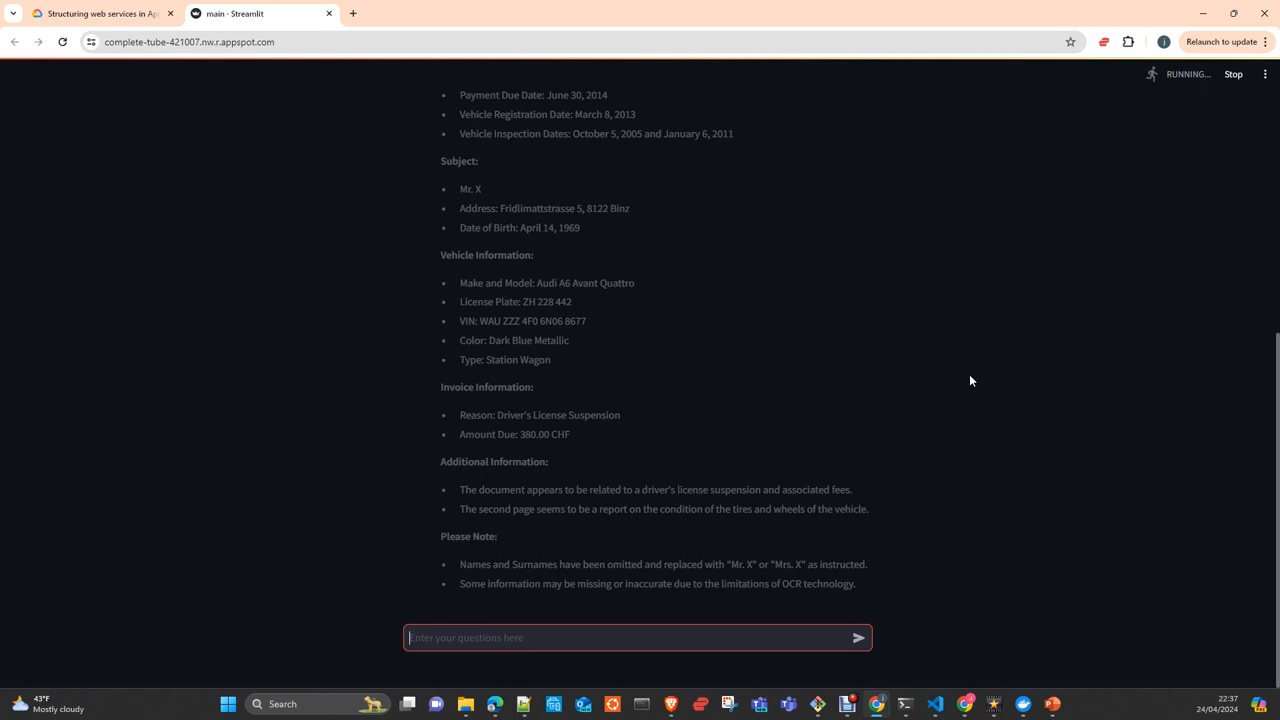 Structuring web services in Ap
main · Streamlit
complete-tube-421007.nw.r.appspot.com
Relaunch to update
RUNNING...
Stop
Payment Due Date: June 30, 2014
Vehicle Registration Date: March 8, 2013
Vehicle Inspection Dates: October 5, 2005 and January 6, 2011
Subject:
Mr. X
Address: Fridlimattstrasse 5, 8122 Binz
Date of Birth: April 14, 1969
Vehicle Information:
Make and Model: Audi A6 Avant Quattro
License Plate: ZH 228 442
VIN: WAU ZZZ 4F0 6N06 8677
Color: Dark Blue Metallic
Type: Station Wagon
Invoice Information:
Reason: Driver's License Suspension
Amount Due: 380.00 CHF
Additional Information:
The document appears to be related to a driver's license suspension and associated fees.
The second page seems to be a report on the condition of the tires and wheels of the vehicle.
Please Note:
Names and Surnames have been omitted and replaced with "Mr. X" or "Mrs. X" as instructed.
Some information may be missing or inaccurate due to the limitations of OCR technology.
Enter your questions here
43°F
Mostly cloudy
Search
22:37
24/04/2024